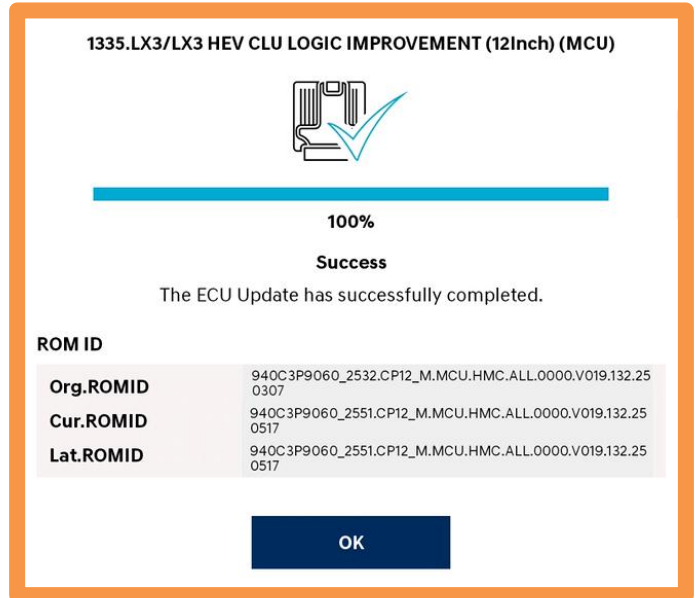 1335.LX3/LX3 HEV CLU LOGIC IMPROVEMENT (12Inch) (MCU)
100%
Success
The ECU Update has successfully completed.
ROM ID
Org.ROMID 940C3P9060_2532.CP12_M.MCU.HMC.ALL.0000.V019.132.25
0307
Cur.ROMID 940C3P9060_2551.CP12_M.MCU.HMC.ALL.0000.V019.132.25
0517
Lat.ROMID 940C3P9060_2551.CP12_M.MCU.HMC.ALL.0000.V019.132.25
0517
OK